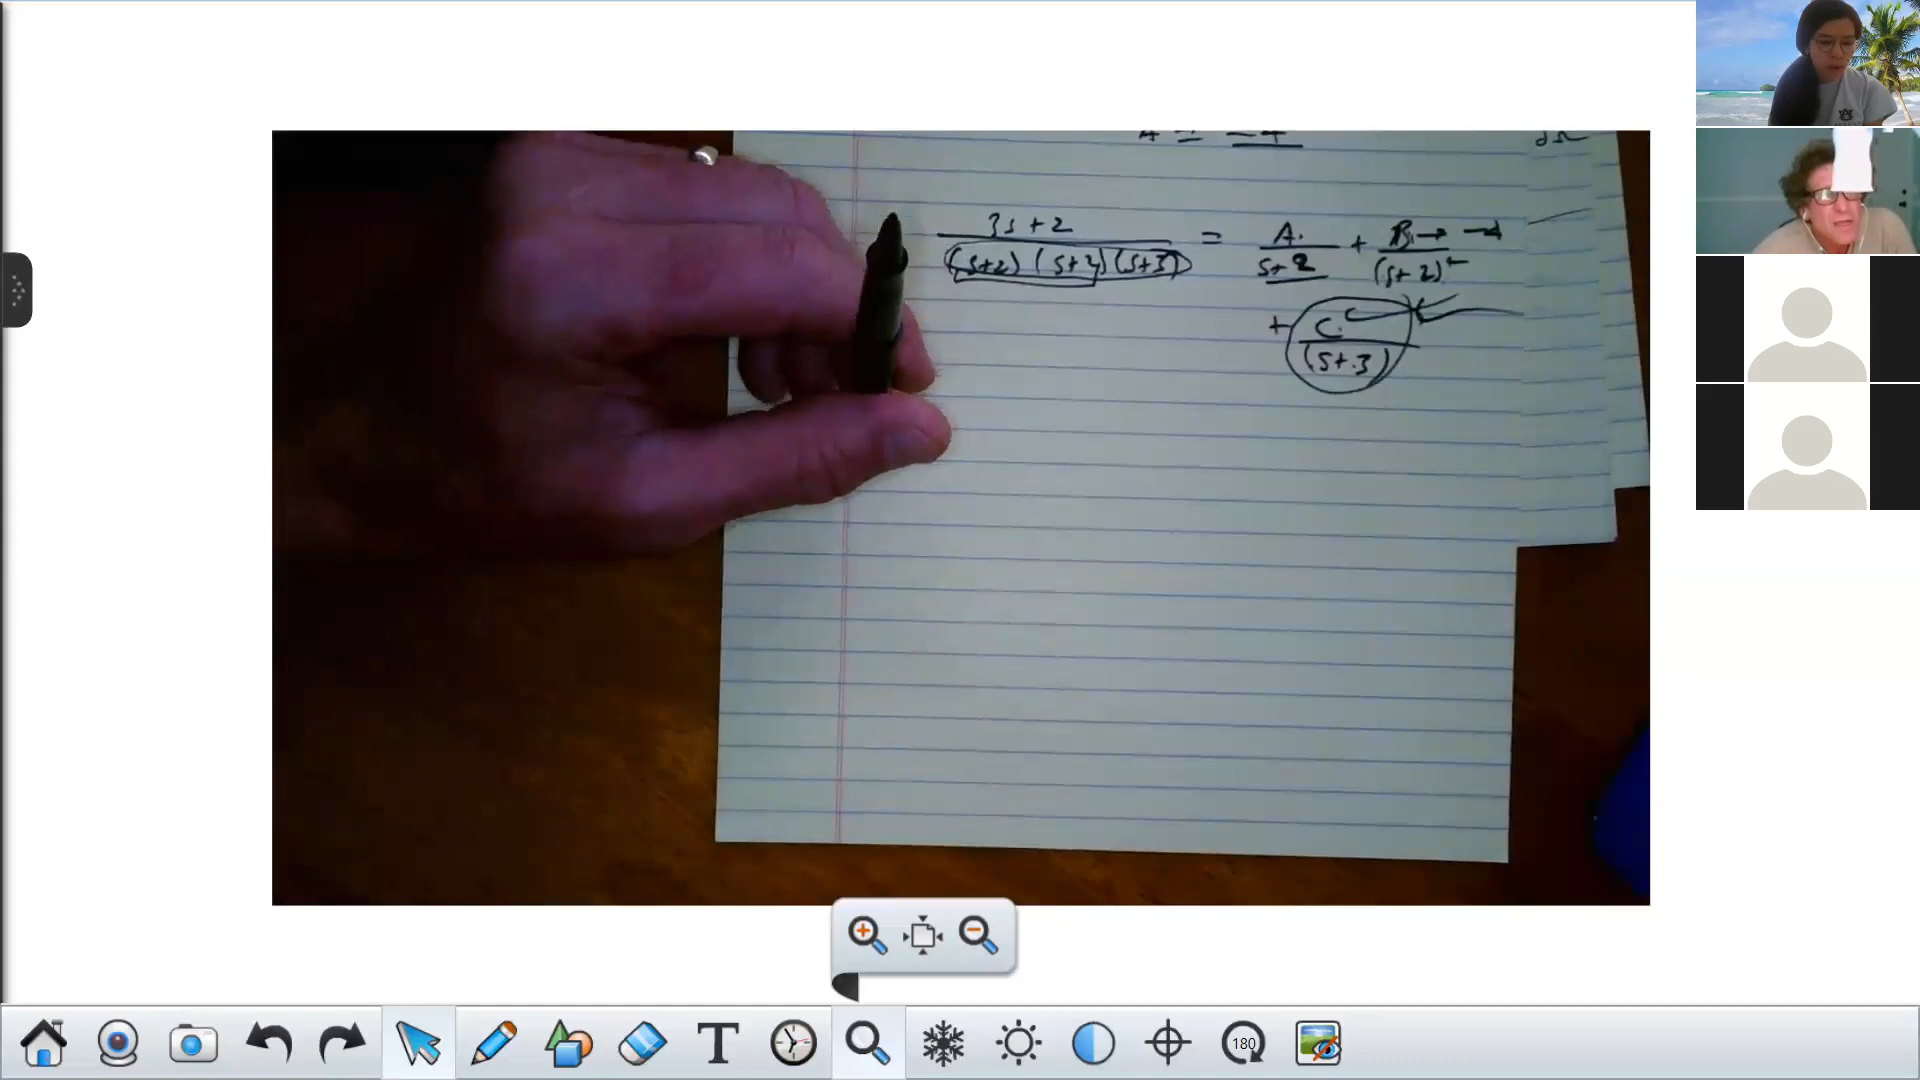 3s+2 = A + B
(s+2)(s+2)(s+3) s+2 (s+2)²
+ C
(s+3)
180